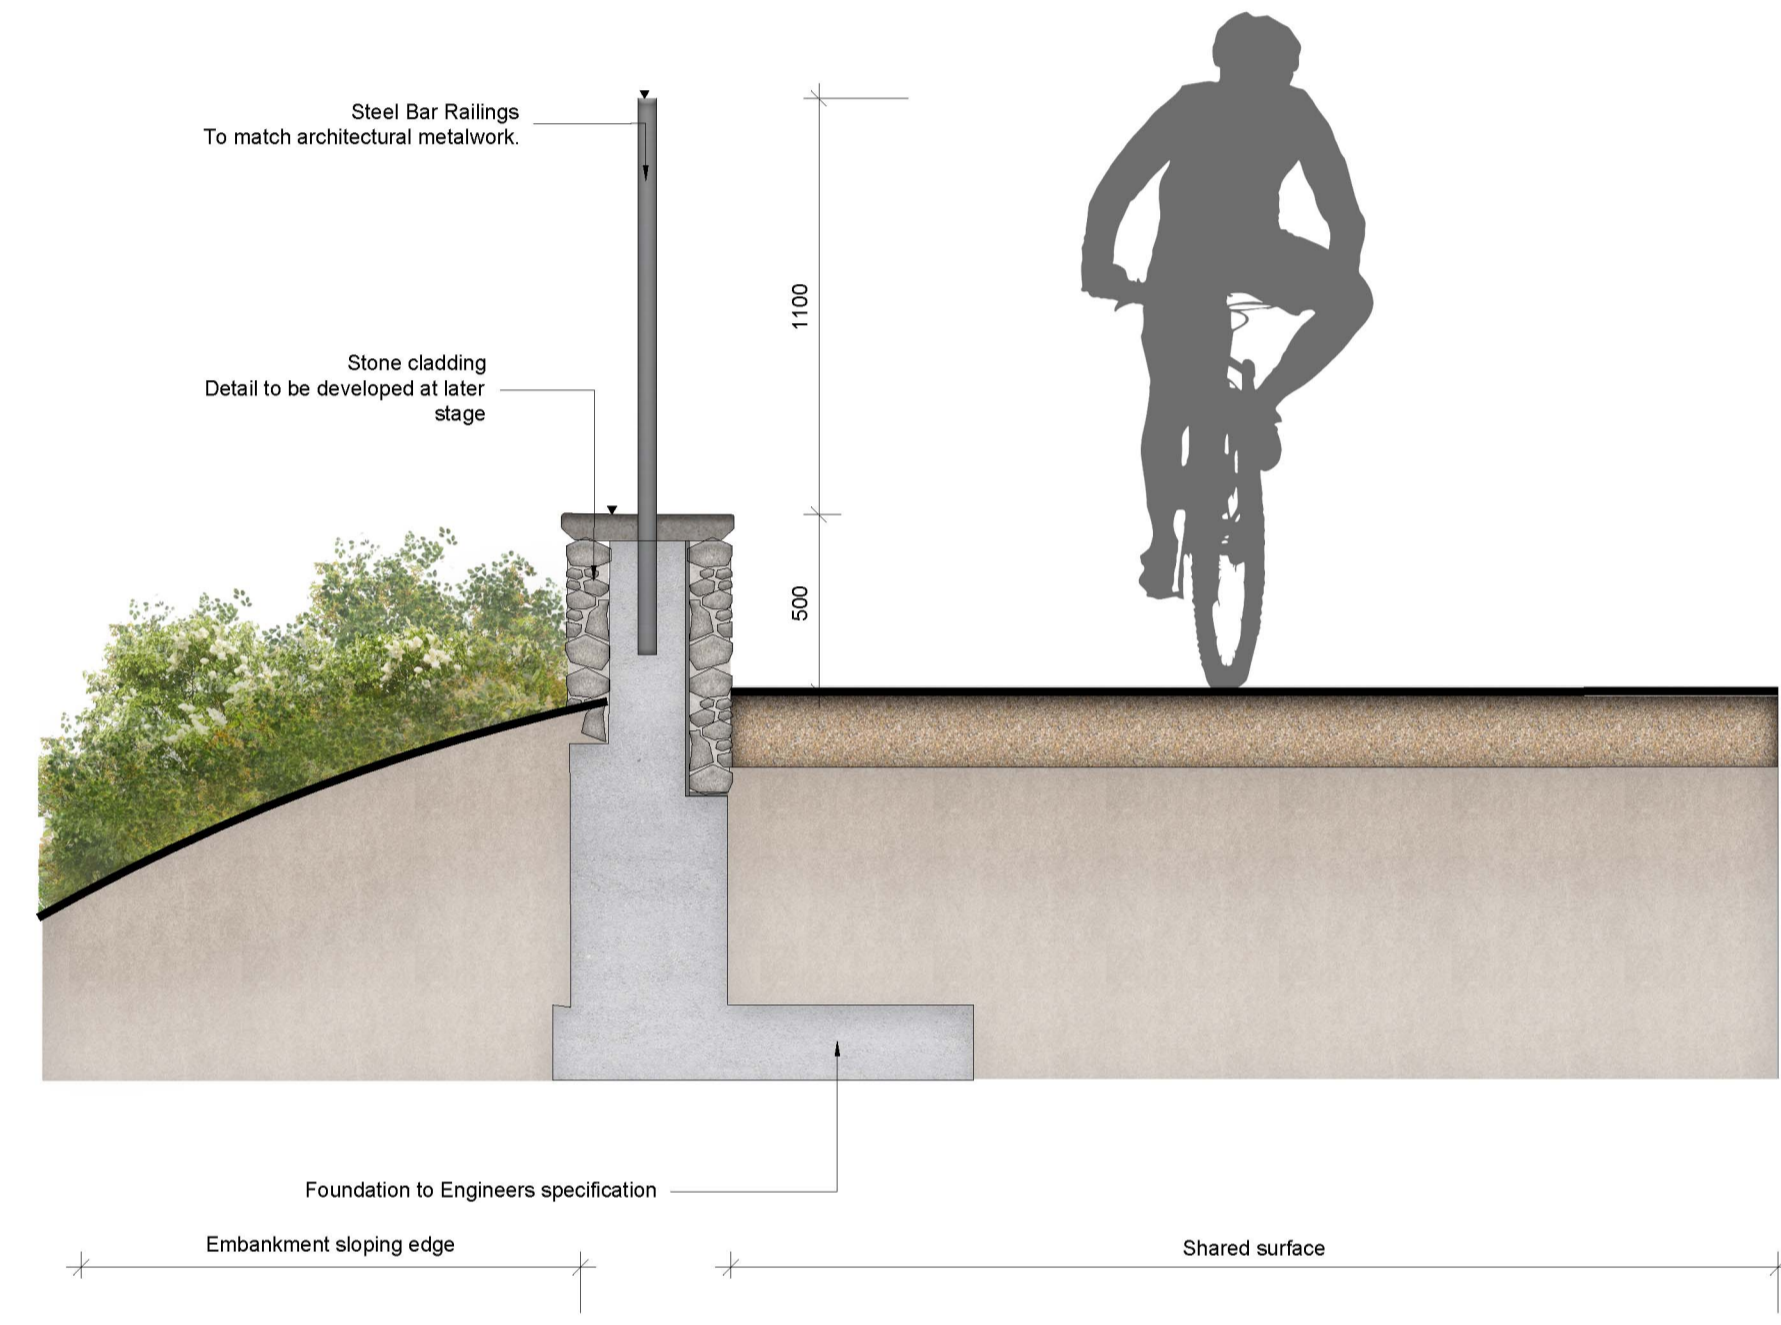 Steel Bar Railings
To match architectural metalwork.
1100
Stone cladding
Detail to be developed at later
stage
500
Foundation to Engineers specification
Embankment sloping edge
Shared surface